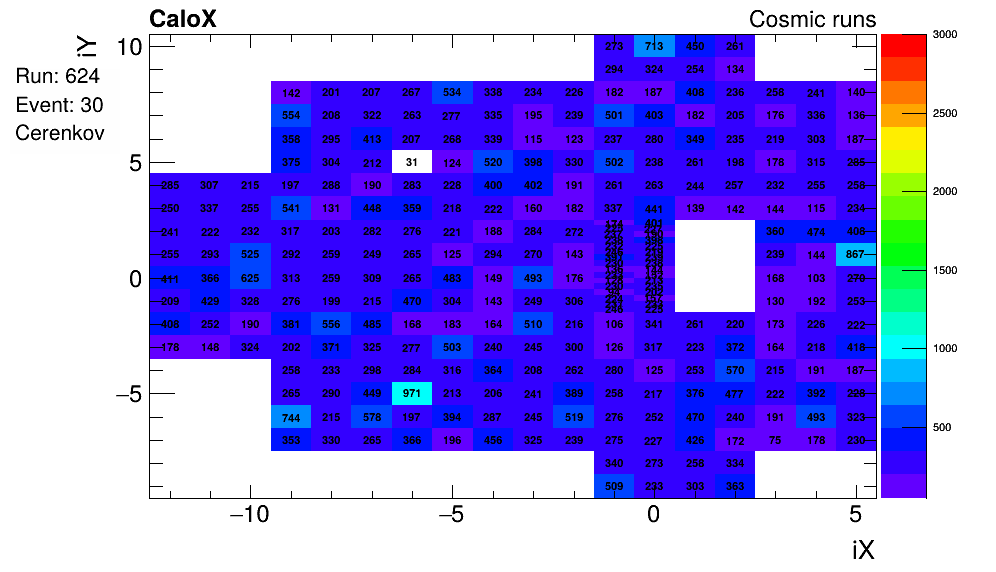 CaloX Cosmic runs
iY
Run: 624
Event: 30
Cerenkov
10
5
0
−5
273 713 450 261
294 324 254 134
142 201 207 267 534 338 234 226 182 187 408 236 258 241 140
554 208 322 263 277 335 195 239 501 403 182 205 176 336 136
358 295 413 207 268 339 115 123 237 280 349 235 219 303 187
375 304 212 31 124 520 398 330 502 238 261 198 178 315 265
285 307 215 197 288 190 283 228 400 402 191 261 263 244 257 232 255 258
250 337 255 541 131 446 359 218 222 160 182 337 441 139 142 144 115 234
241 222 232 317 203 282 276 221 188 284 272 360 474 408
255 293 525 292 259 249 265 125 294 270 143 239 144 867
411 366 625 313 259 309 265 483 149 493 176 168 103 279
209 429 328 276 199 215 470 304 143 249 306 130 192 253
408 252 190 381 556 485 168 183 164 510 216 106 341 261 220 173 226 222
178 148 324 202 371 325 277 503 240 245 300 126 317 223 372 164 218 418
258 233 296 284 316 364 208 262 280 125 253 570 215 191 187
265 290 449 971 213 206 241 389 258 217 376 477 222 392 228
744 215 578 197 394 287 245 519 276 252 470 240 191 493 323
353 330 265 366 196 456 325 239 275 227 426 172 75 178 230
340 273 258 334
509 233 303 363
−10 −5 0 5
iX
3000
2500
2000
1500
1000
500